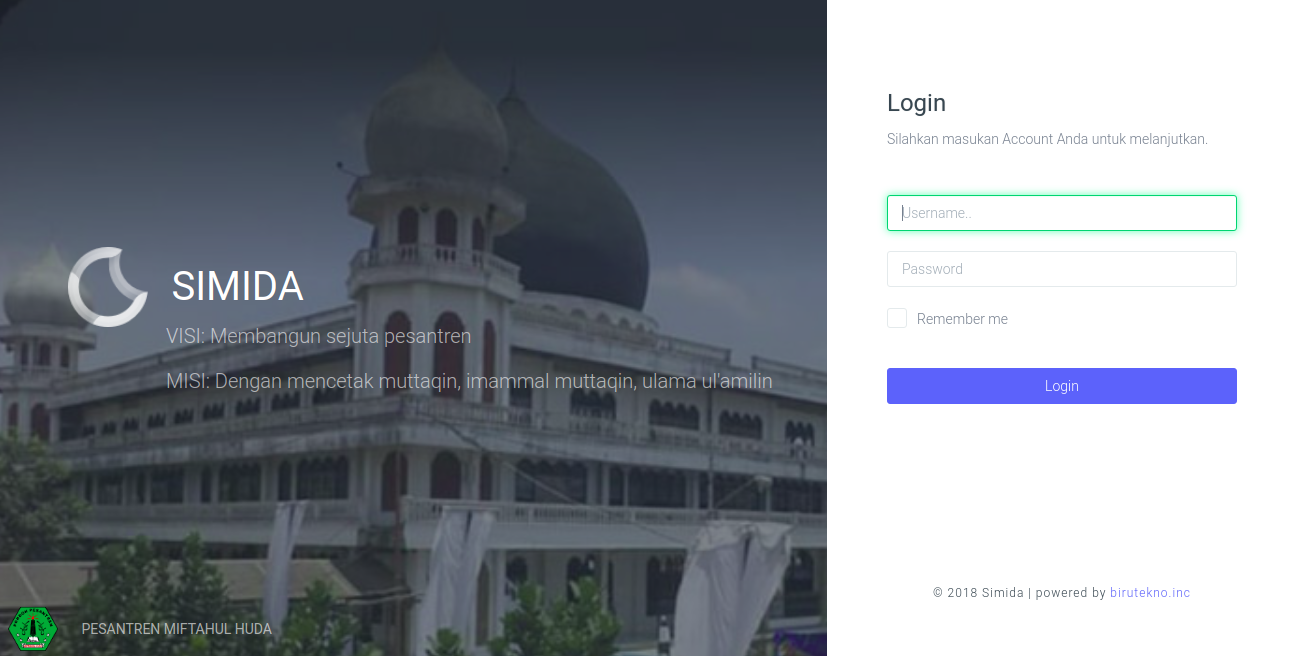 SIMIDA
VISI: Membangun sejuta pesantren
MISI: Dengan mencetak muttaqin, imammal muttaqin, ulama ul'amilin
PESANTREN MIFTAHUL HUDA
Login
Silahkan masukan Account Anda untuk melanjutkan.
Username..
Password
Remember me
Login
© 2018 Simida | powered by birutekno.inc